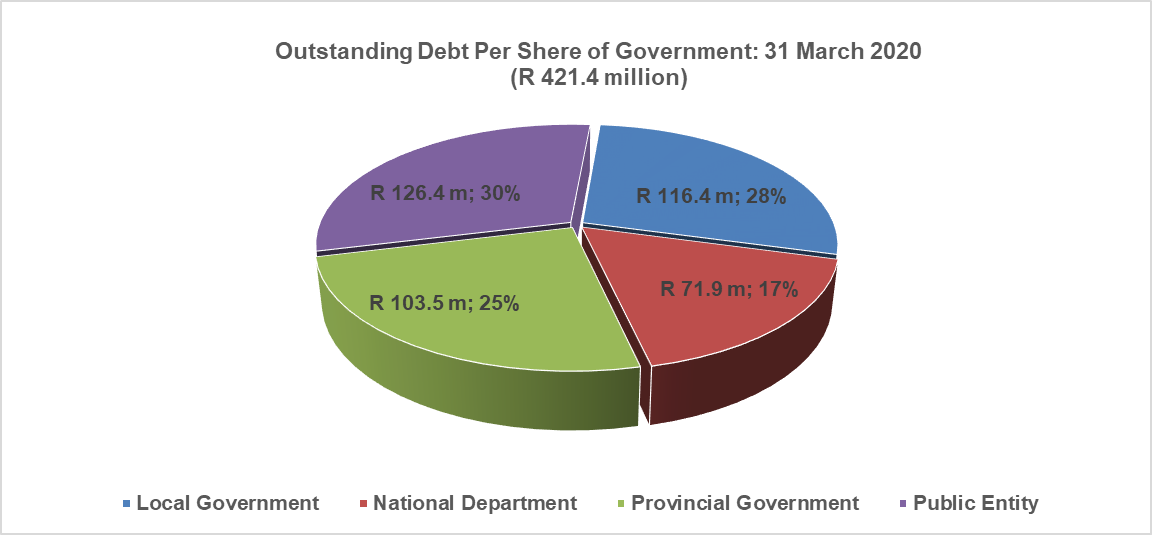 Outstanding Debt Per Share of Government: 31 March 2020
(R 421.4 million)
R 126.4 m; 30%
R 116.4 m; 28%
R 71.9 m; 17%
R 103.5 m; 25%
Local Government
National Department
Provincial Government
Public Entity